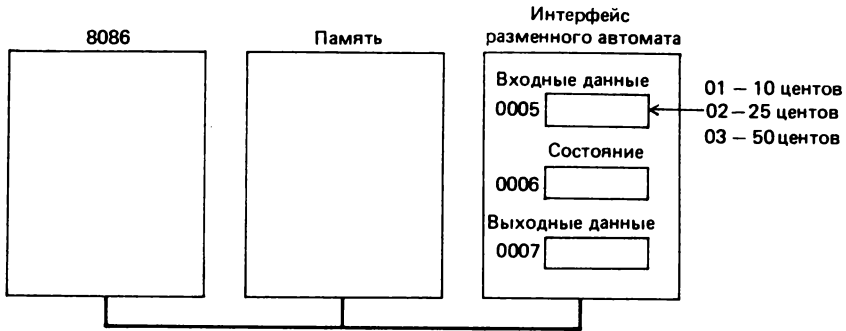 8086
Память
Интерфейс
разменного автомата
Входные данные
0005
01 — 10 центов
02 — 25 центов
03 — 50 центов
Состояние
0006
Выходные данные
0007